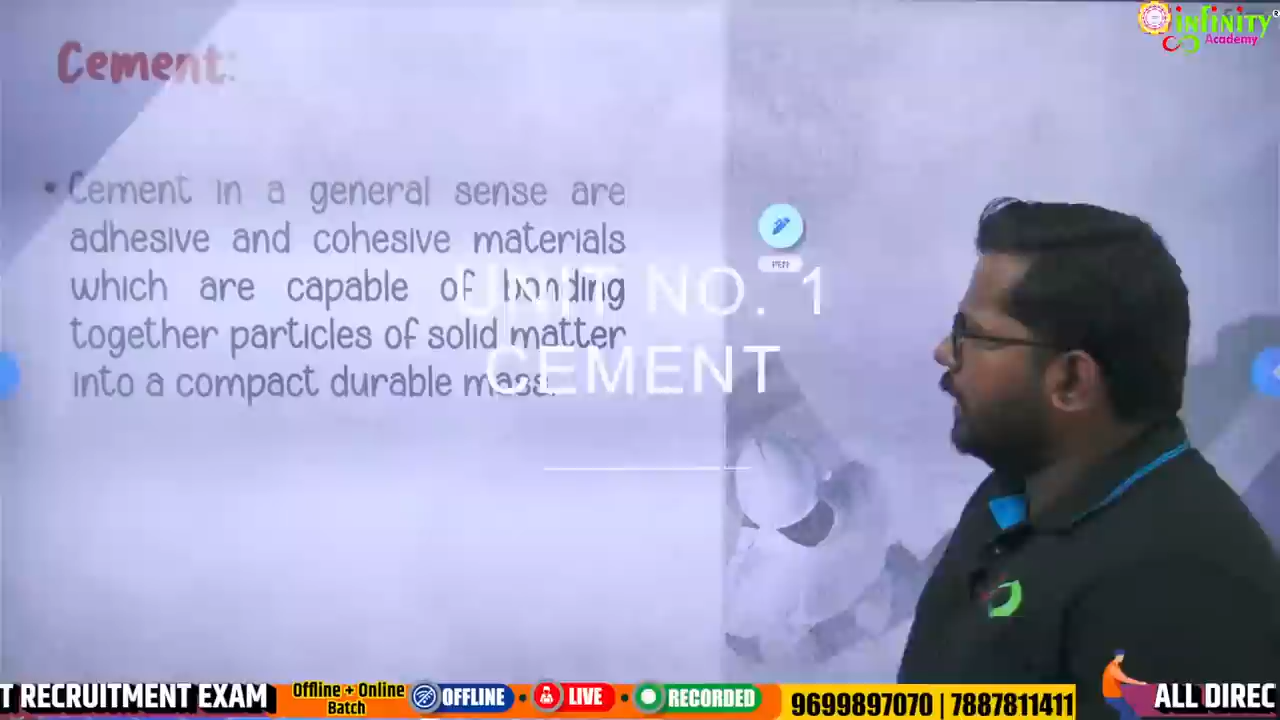 infinity
Academy
Cement:
• Cement in a general sense are
adhesive and cohesive materials
which are capable of bonding
together particles of solid matter
into a compact durable mass.
PEN
UNIT NO. 1
CEMENT
T RECRUITMENT EXAM
Offline + Online
Batch
OFFLINE
LIVE
RECORDED
9699897070 | 7887811411
ALL DIREC